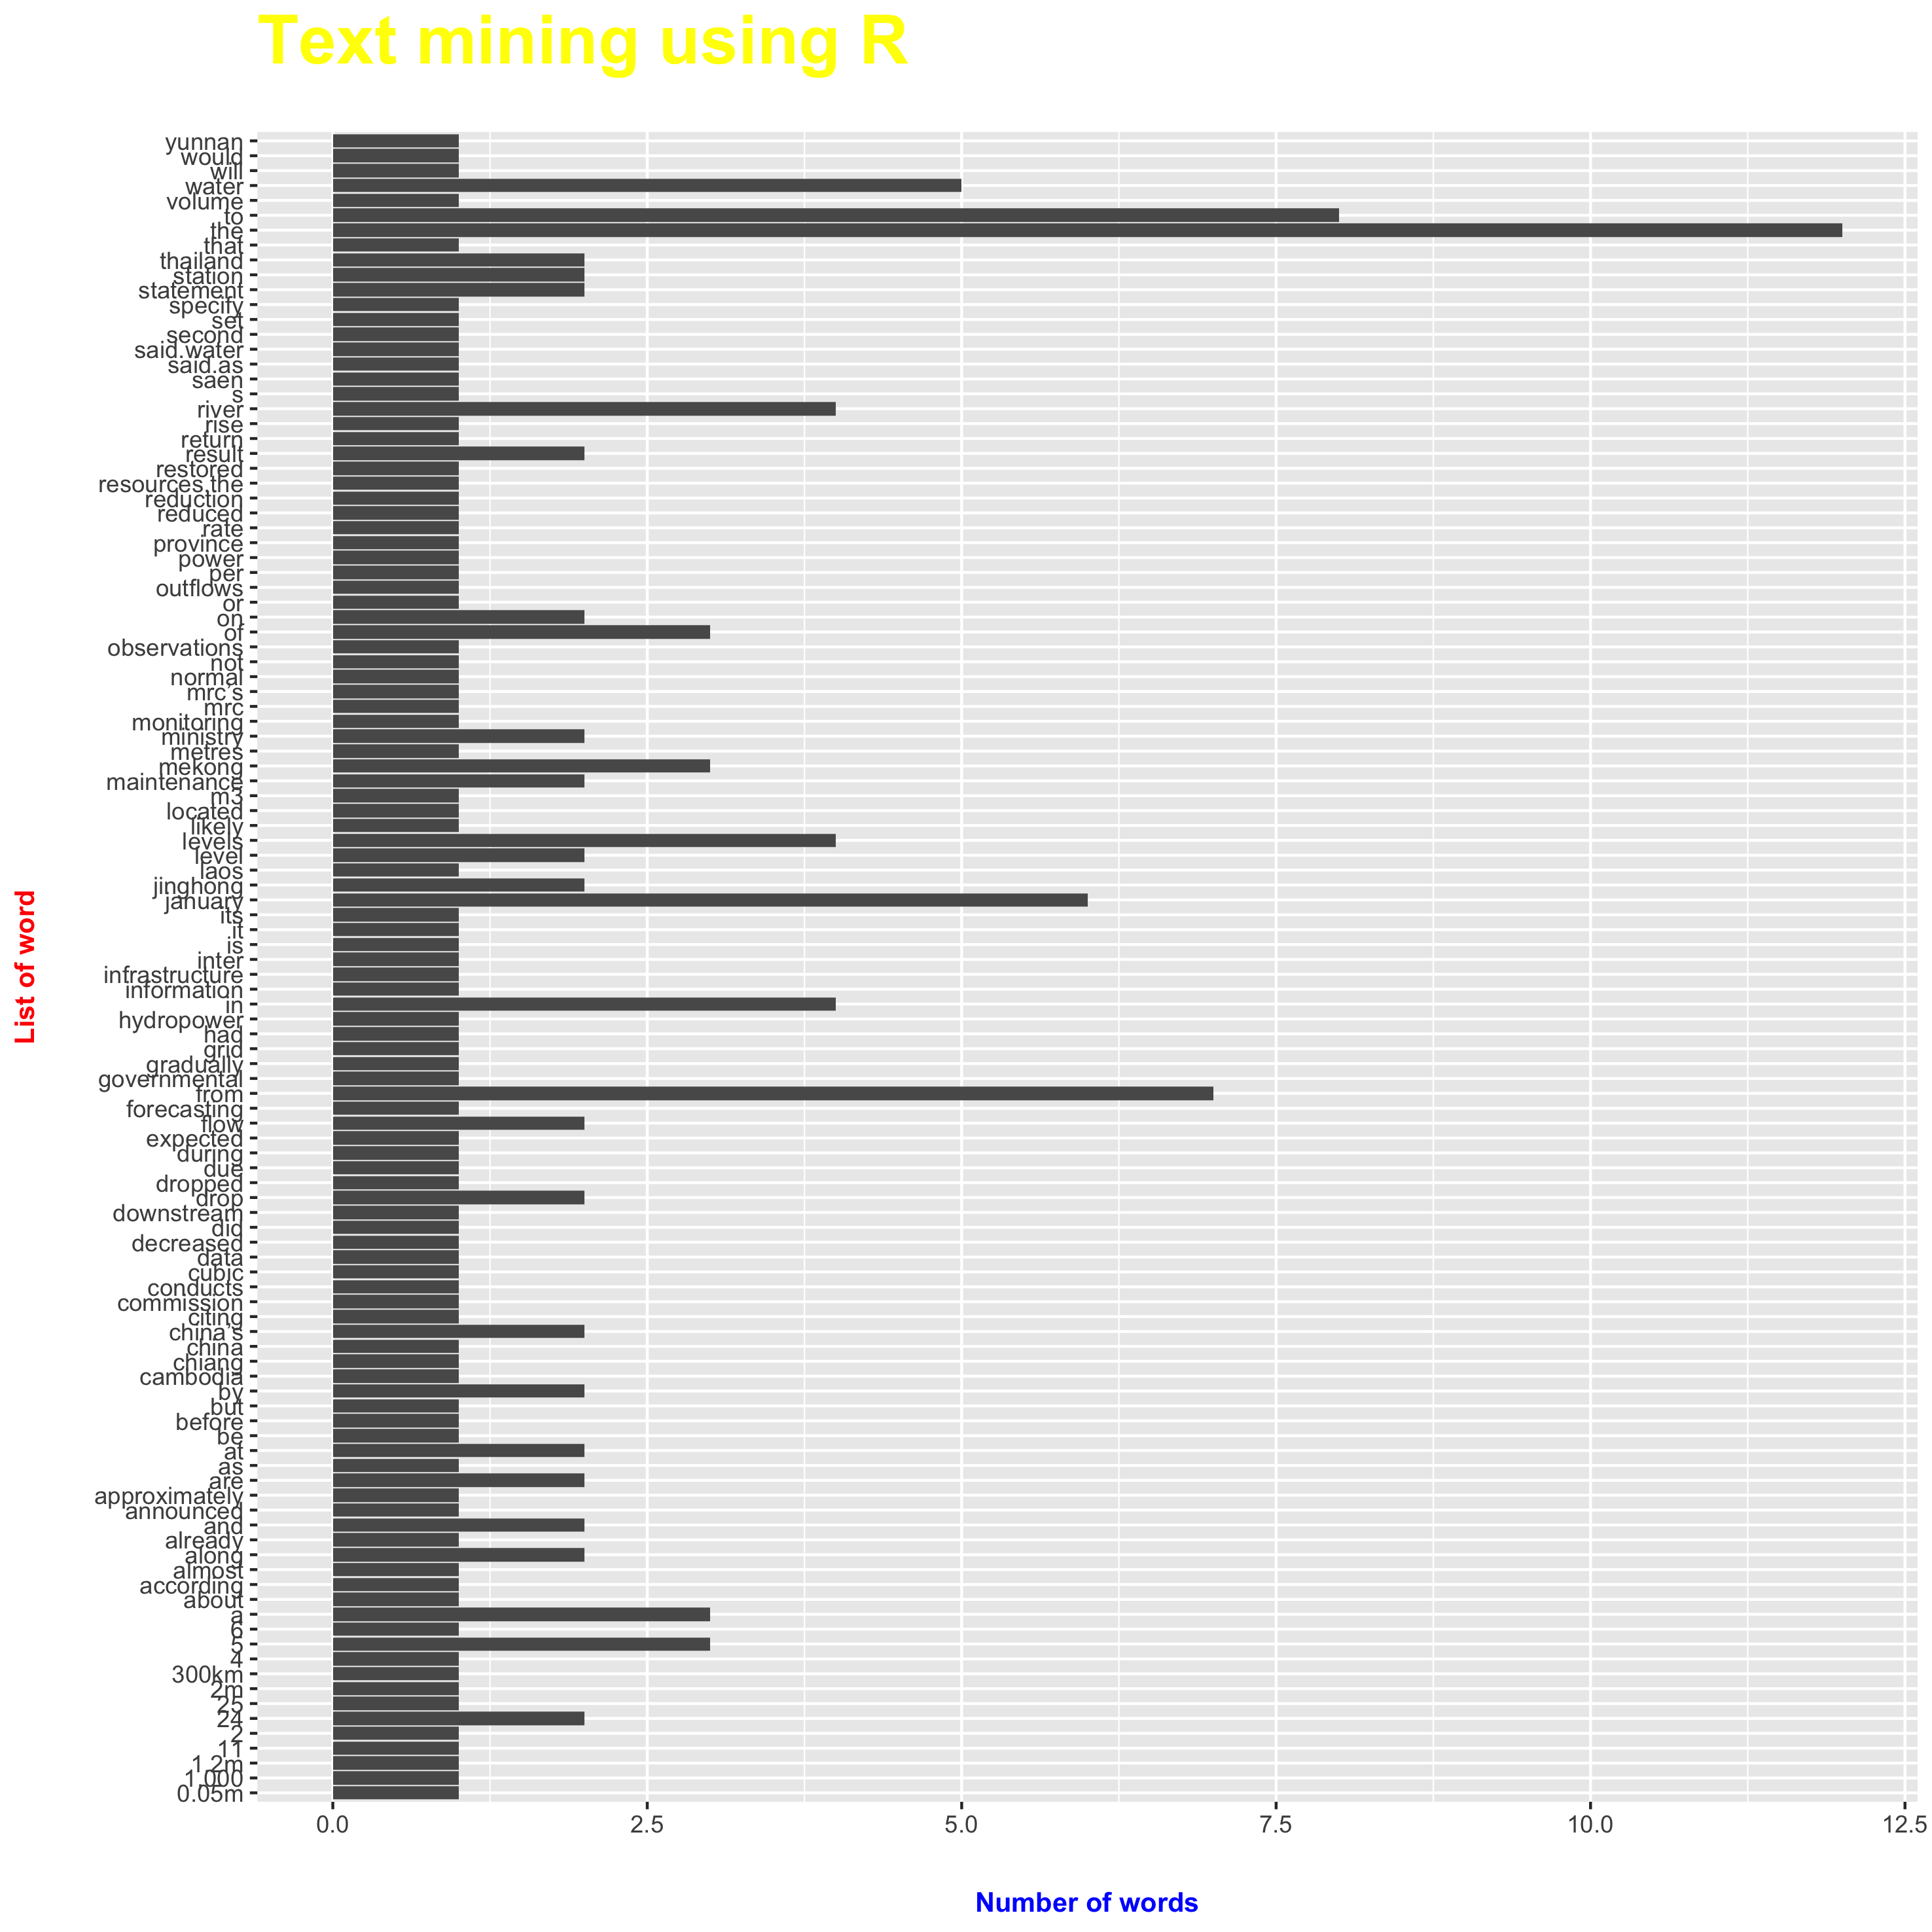 Text mining using R
yunnan
would
will
water
volume
to
the
that
thailand
station
statement
specify
set
second
said.water
said.as
saen
s
river
rise
return
result
restored
resources.the
reduction
reduced
rate
province
power
per
outflows
or
on
of
observations
not
normal
mrc’s
mrc
monitoring
ministry
metres
mekong
maintenance
m3
located
likely
levels
level
laos
jinghong
january
its
it
is
inter
infrastructure
information
in
hydropower
had
grid
gradually
governmental
from
forecasting
flow
expected
during
due
dropped
drop
downstream
did
decreased
data
cubic
conducts
commission
citing
china’s
china
chiang
cambodia
by
but
before
be
at
as
are
approximately
announced
and
already
along
almost
according
about
a
6
5
4
300km
2m
25
24
2
11
1.2m
1,000
0.05m
List of word
0.0 2.5 5.0 7.5 10.0 12.5
Number of words